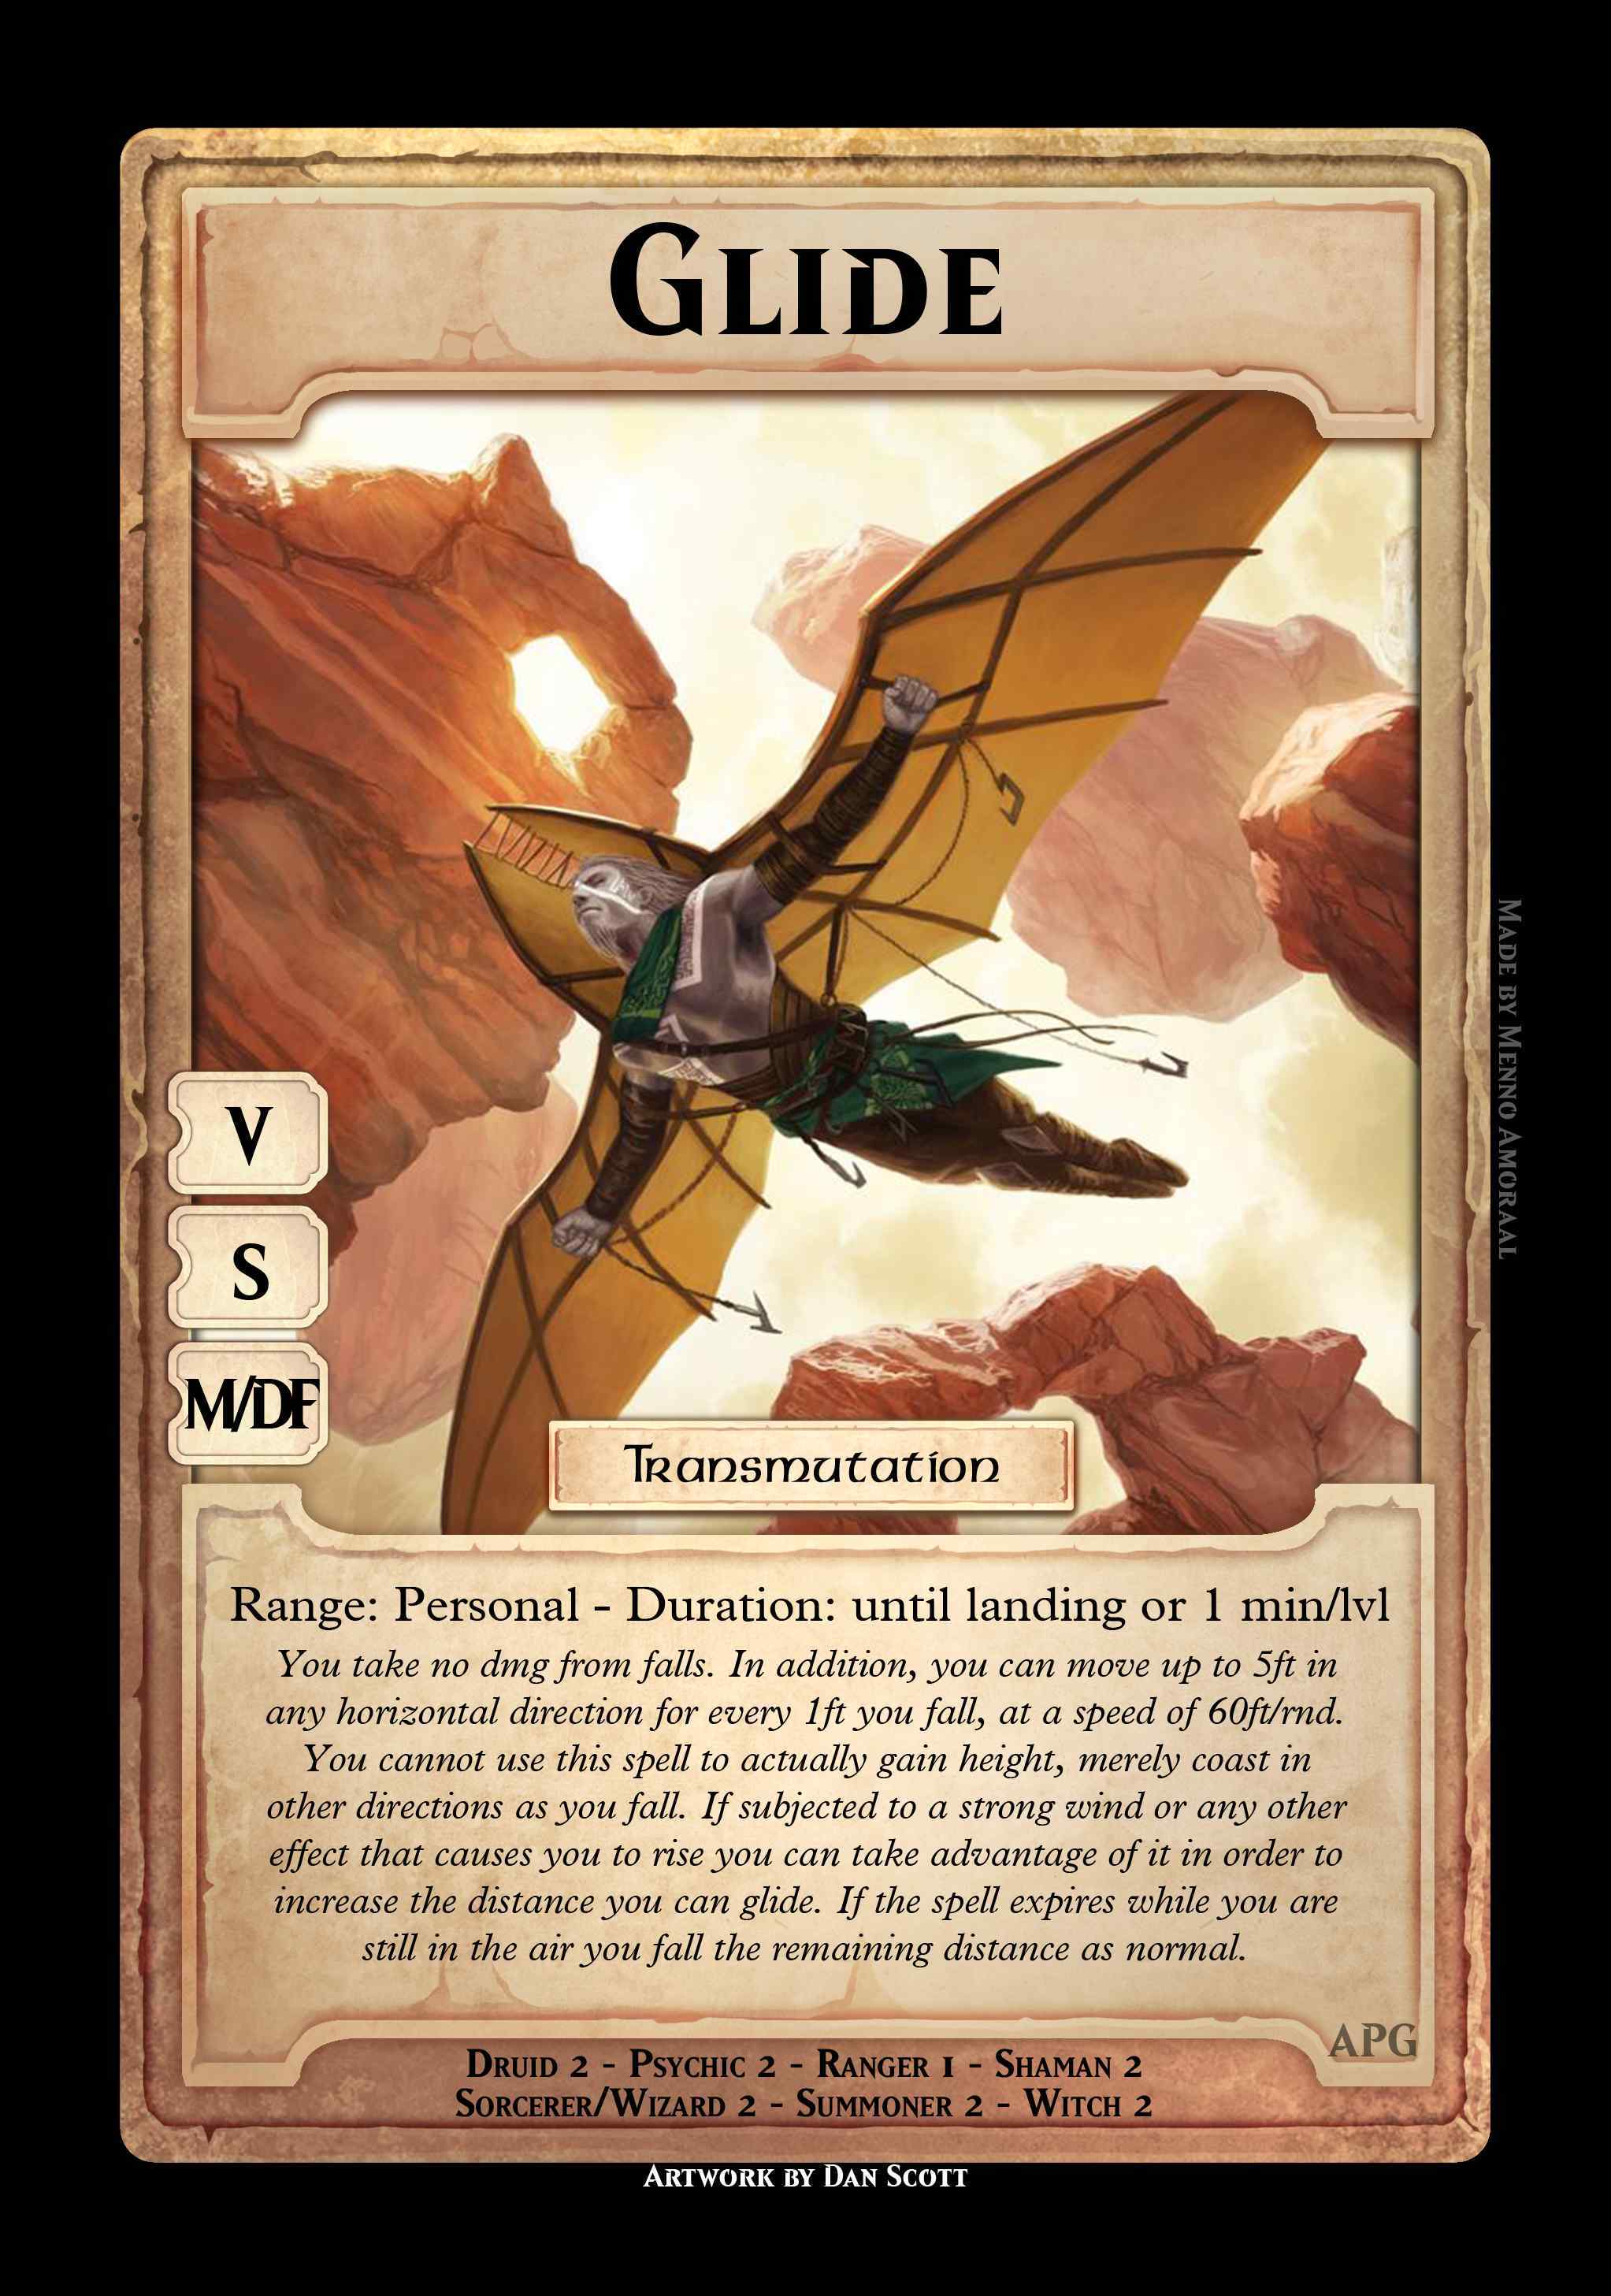 Glide
V
S
M/DF
Transmutation
Range: Personal - Duration: until landing or 1 min/lvl
You take no dmg from falls. In addition, you can move up to 5ft in
any horizontal direction for every 1ft you fall, at a speed of 60ft/rnd.
You cannot use this spell to actually gain height, merely coast in
other directions as you fall. If subjected to a strong wind or any other
effect that causes you to rise you can take advantage of it in order to
increase the distance you can glide. If the spell expires while you are
still in the air you fall the remaining distance as normal.
APG
Druid 2 - Psychic 2 - Ranger 1 - Shaman 2
Sorcerer/Wizard 2 - Summoner 2 - Witch 2
Artwork by Dan Scott
Made by Menno Amoraal